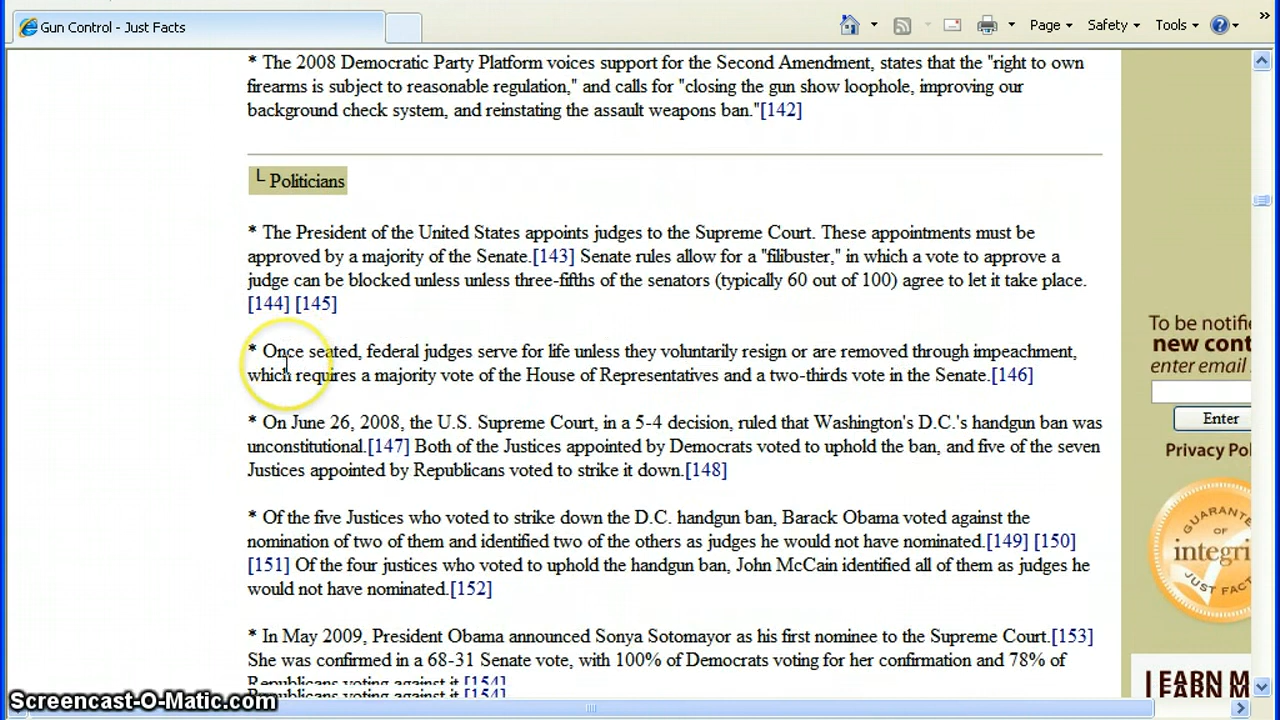 Gun Control - Just Facts
Page
Safety
Tools
* The 2008 Democratic Party Platform voices support for the Second Amendment, states that the "right to own
firearms is subject to reasonable regulation," and calls for "closing the gun show loophole, improving our
background check system, and reinstating the assault weapons ban."[142]
└ Politicians
* The President of the United States appoints judges to the Supreme Court. These appointments must be
approved by a majority of the Senate.[143] Senate rules allow for a "filibuster," in which a vote to approve a
judge can be blocked unless unless three-fifths of the senators (typically 60 out of 100) agree to let it take place.
[144] [145]
* Once seated, federal judges serve for life unless they voluntarily resign or are removed through impeachment,
which requires a majority vote of the House of Representatives and a two-thirds vote in the Senate.[146]
* On June 26, 2008, the U.S. Supreme Court, in a 5-4 decision, ruled that Washington's D.C.'s handgun ban was
unconstitutional.[147] Both of the Justices appointed by Democrats voted to uphold the ban, and five of the seven
Justices appointed by Republicans voted to strike it down.[148]
* Of the five Justices who voted to strike down the D.C. handgun ban, Barack Obama voted against the
nomination of two of them and identified two of the others as judges he would not have nominated.[149] [150]
[151] Of the four justices who voted to uphold the handgun ban, John McCain identified all of them as judges he
would not have nominated.[152]
* In May 2009, President Obama announced Sonya Sotomayor as his first nominee to the Supreme Court.[153]
She was confirmed in a 68-31 Senate vote, with 100% of Democrats voting for her confirmation and 78% of
Republicans voting against it.[154]
Republicans voting against it.[154]
To be notifie
new cont
enter email
Enter
Privacy Pol
GUARANTE
OF
integri
JUST FAC
LEARN M
Screencast-O-Matic.com